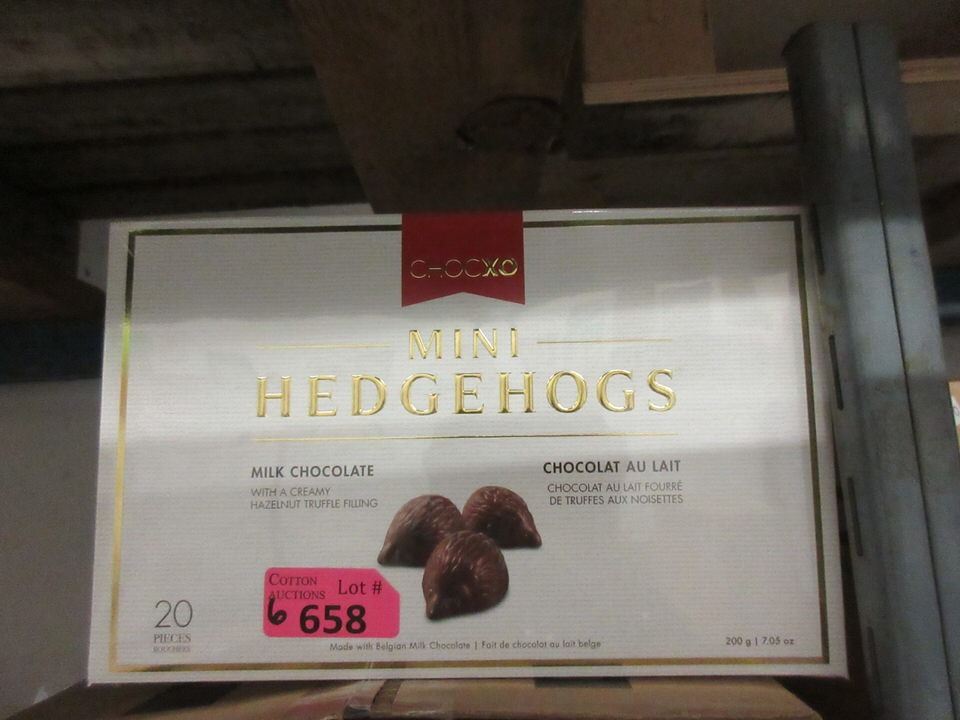 CHOCXO
MINI
HEDGEHOGS
MILK CHOCOLATE
WITH A CREAMY
HAZELNUT TRUFFLE FILLING
CHOCOLAT AU LAIT
CHOCOLAT AU LAIT FOURRÉ
DE TRUFFES AUX NOISETTES
COTTON
AUCTIONS
Lot #
6 658
20
PIECES
BOUCHÉES
Made with Belgian Milk Chocolate | Fait de chocolat au lait belge
200 g | 7.05 oz